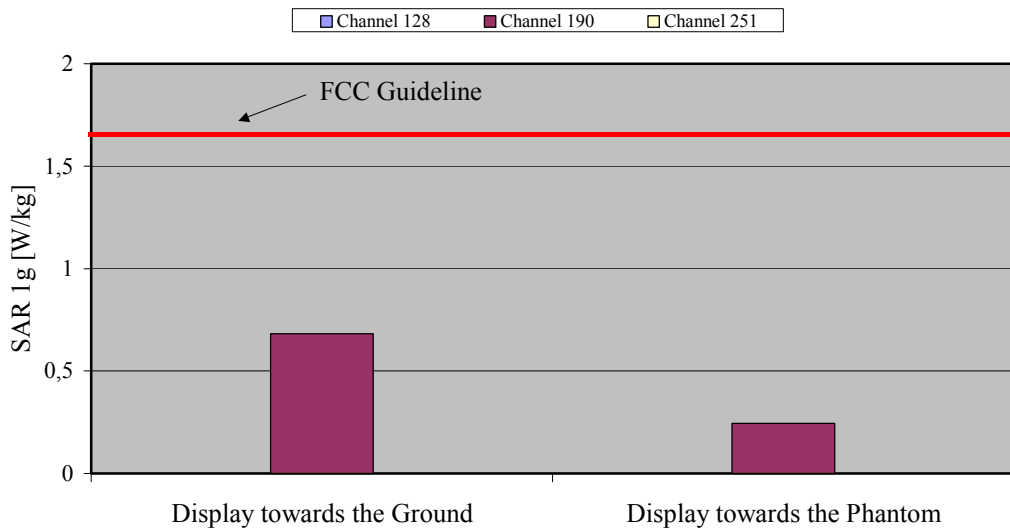 Channel 128 Channel 190 Channel 251
2
FCC Guideline
1,5
SAR 1g [W/kg]
1
0,5
0
Display towards the Ground Display towards the Phantom